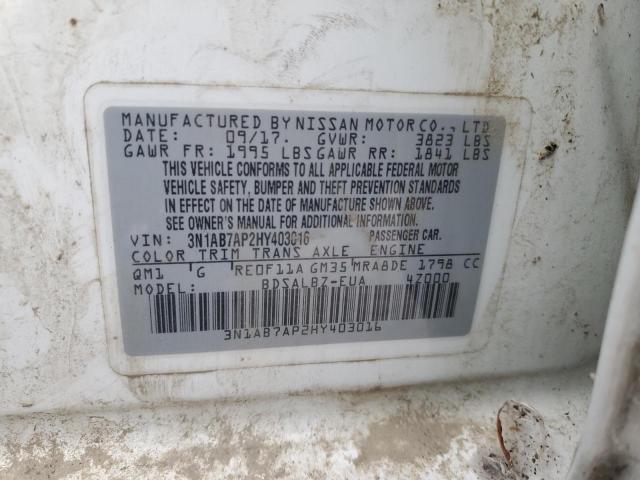 MANUFACTURED BY NISSAN MOTOR CO., LTD
DATE: 09/17. GVWR: 3823 LBS
GAWR FR: 1995 LBS GAWR RR: 1841 LBS
THIS VEHICLE CONFORMS TO ALL APPLICABLE FEDERAL MOTOR
VEHICLE SAFETY, BUMPER AND THEFT PREVENTION STANDARDS
IN EFFECT ON THE DATE OF MANUFACTURE SHOWN ABOVE.
SEE OWNER'S MANUAL FOR ADDITIONAL INFORMATION.
VIN: 3N1AB7AP2HY403016 PASSENGER CAR.
COLOR TRIM TRANS AXLE ENGINE
QM1 G RE0F11A GM35 MRA8DE 1798 CC
MODEL: BDSALB7-EUA 4Z000
3N1AB7AP2HY403016